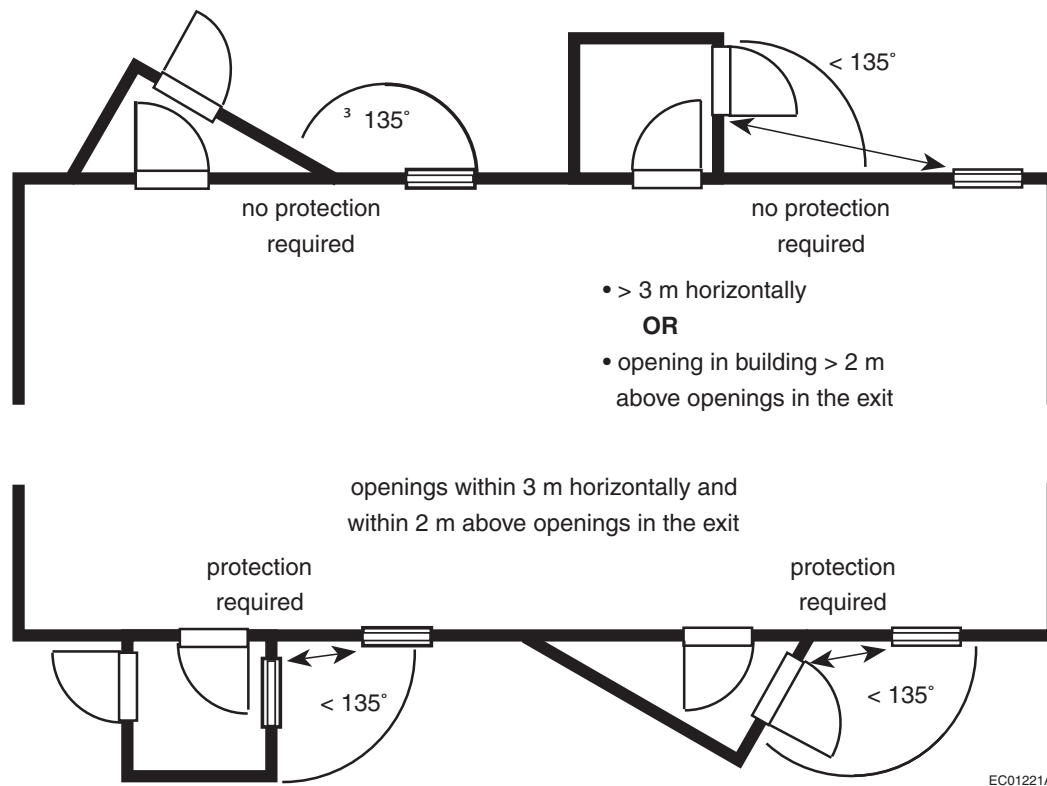 < 135°
³ 135°
no protection
required
no protection
required
• > 3 m horizontally
OR
• opening in building > 2 m
above openings in the exit
openings within 3 m horizontally and
within 2 m above openings in the exit
protection
required
protection
required
< 135°
< 135°
EC01221A